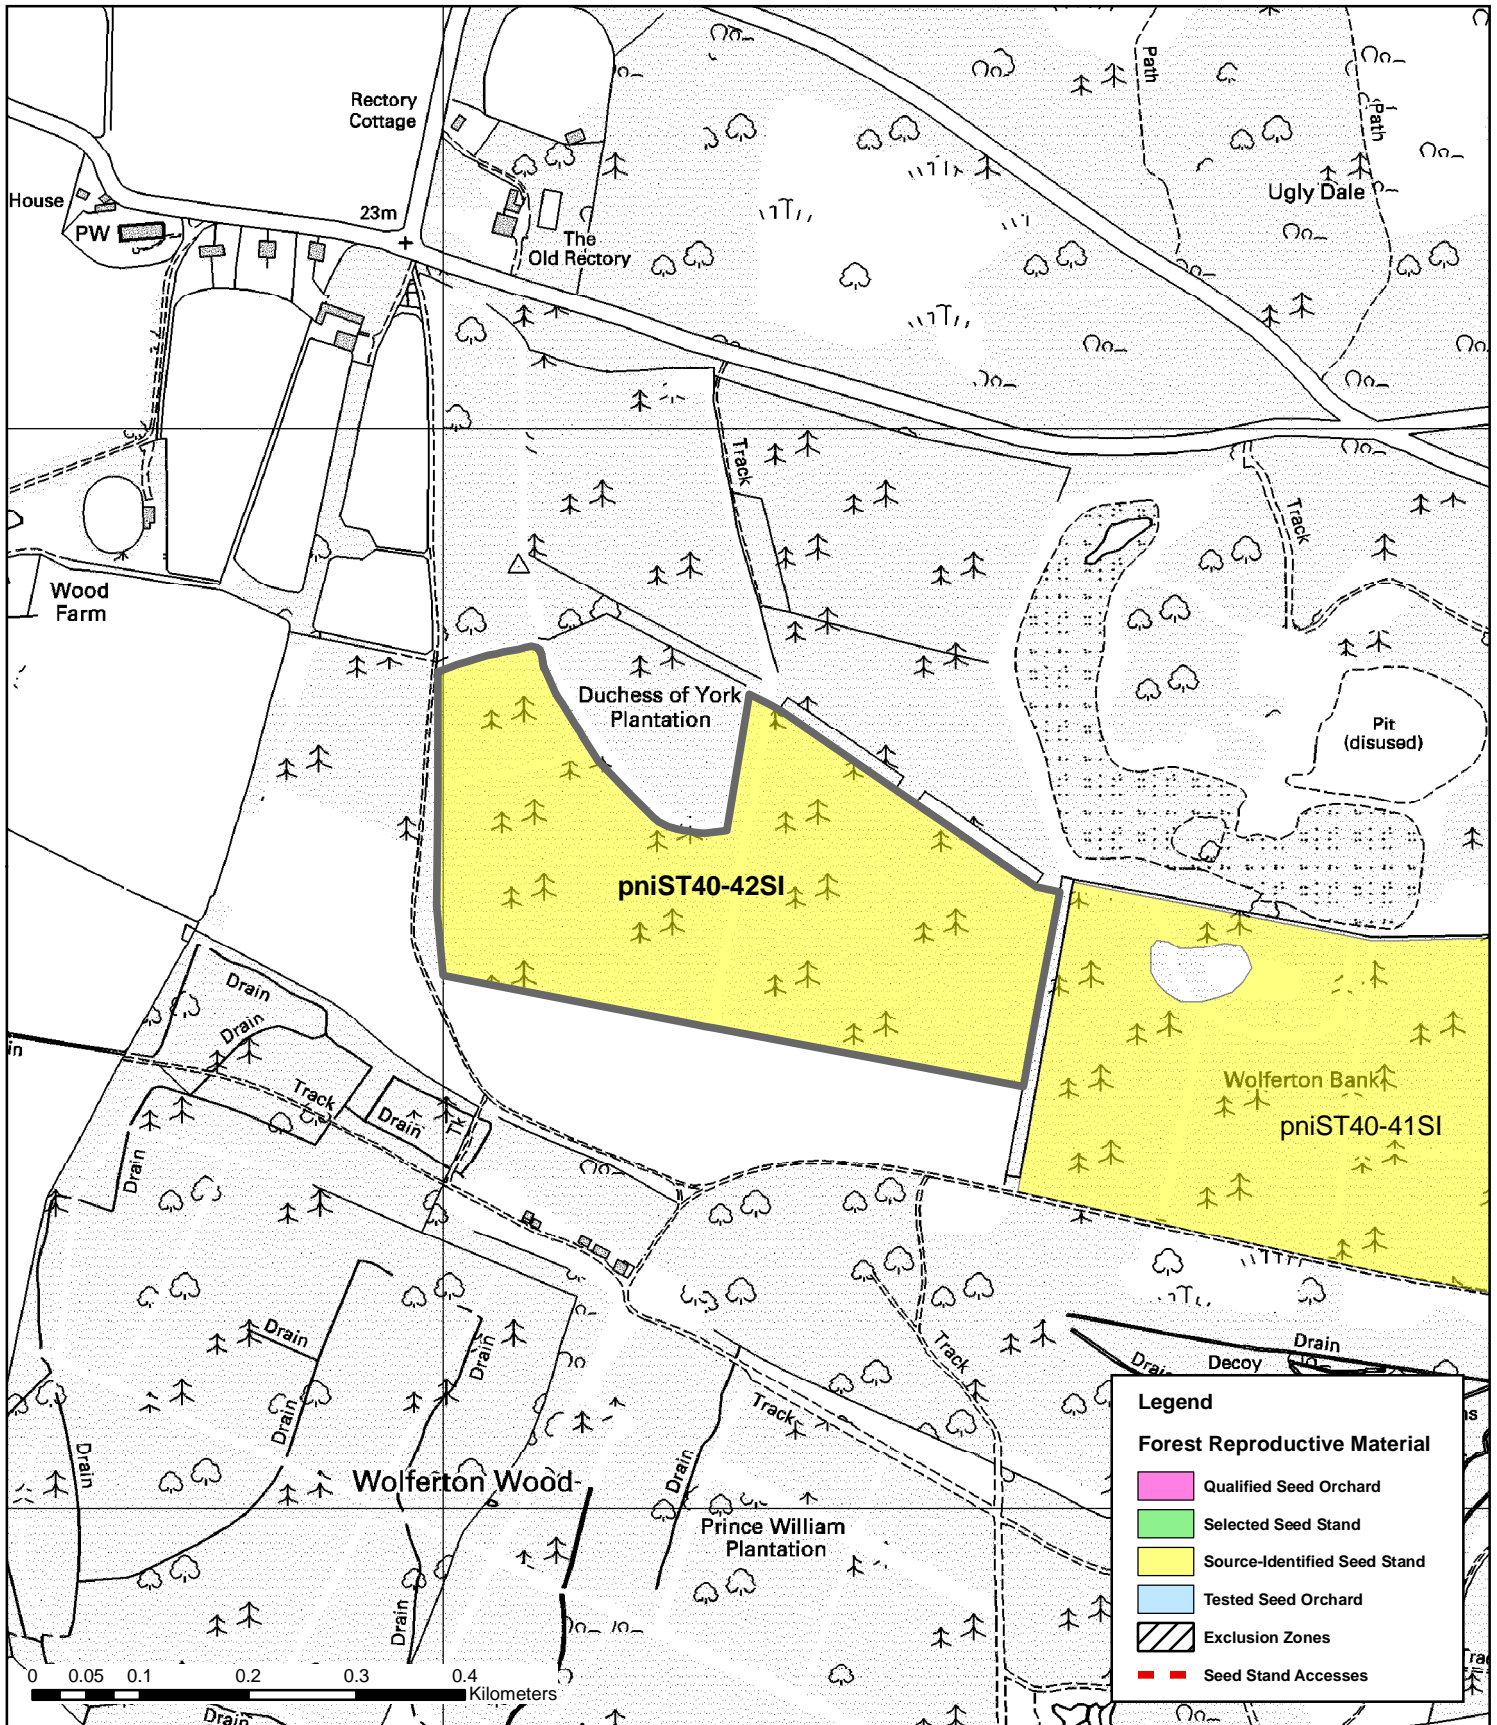 Path
Path
Rectory
Cottage
Ugly Dale
House
23m
PW
The
Old Rectory
Track
Track
Wood
Farm
Duchess of York
Plantation
Pit
(disused)
pniST40-42SI
Drain
Drain
in
Track
Drain
Tk
Wolferton Bank
pniST40-41SI
Drain
Drain
Drain
Drain
Track
Decoy
Drain
Track
Drain
Drain
Drain
Wolferton Wood
Prince William
Plantation
Drain
Drain
Legend
Forest Reproductive Material
Qualified Seed Orchard
Selected Seed Stand
Source-Identified Seed Stand
Tested Seed Orchard
Exclusion Zones
Seed Stand Accesses
0 0.05 0.1 0.2 0.3 0.4
Kilometers